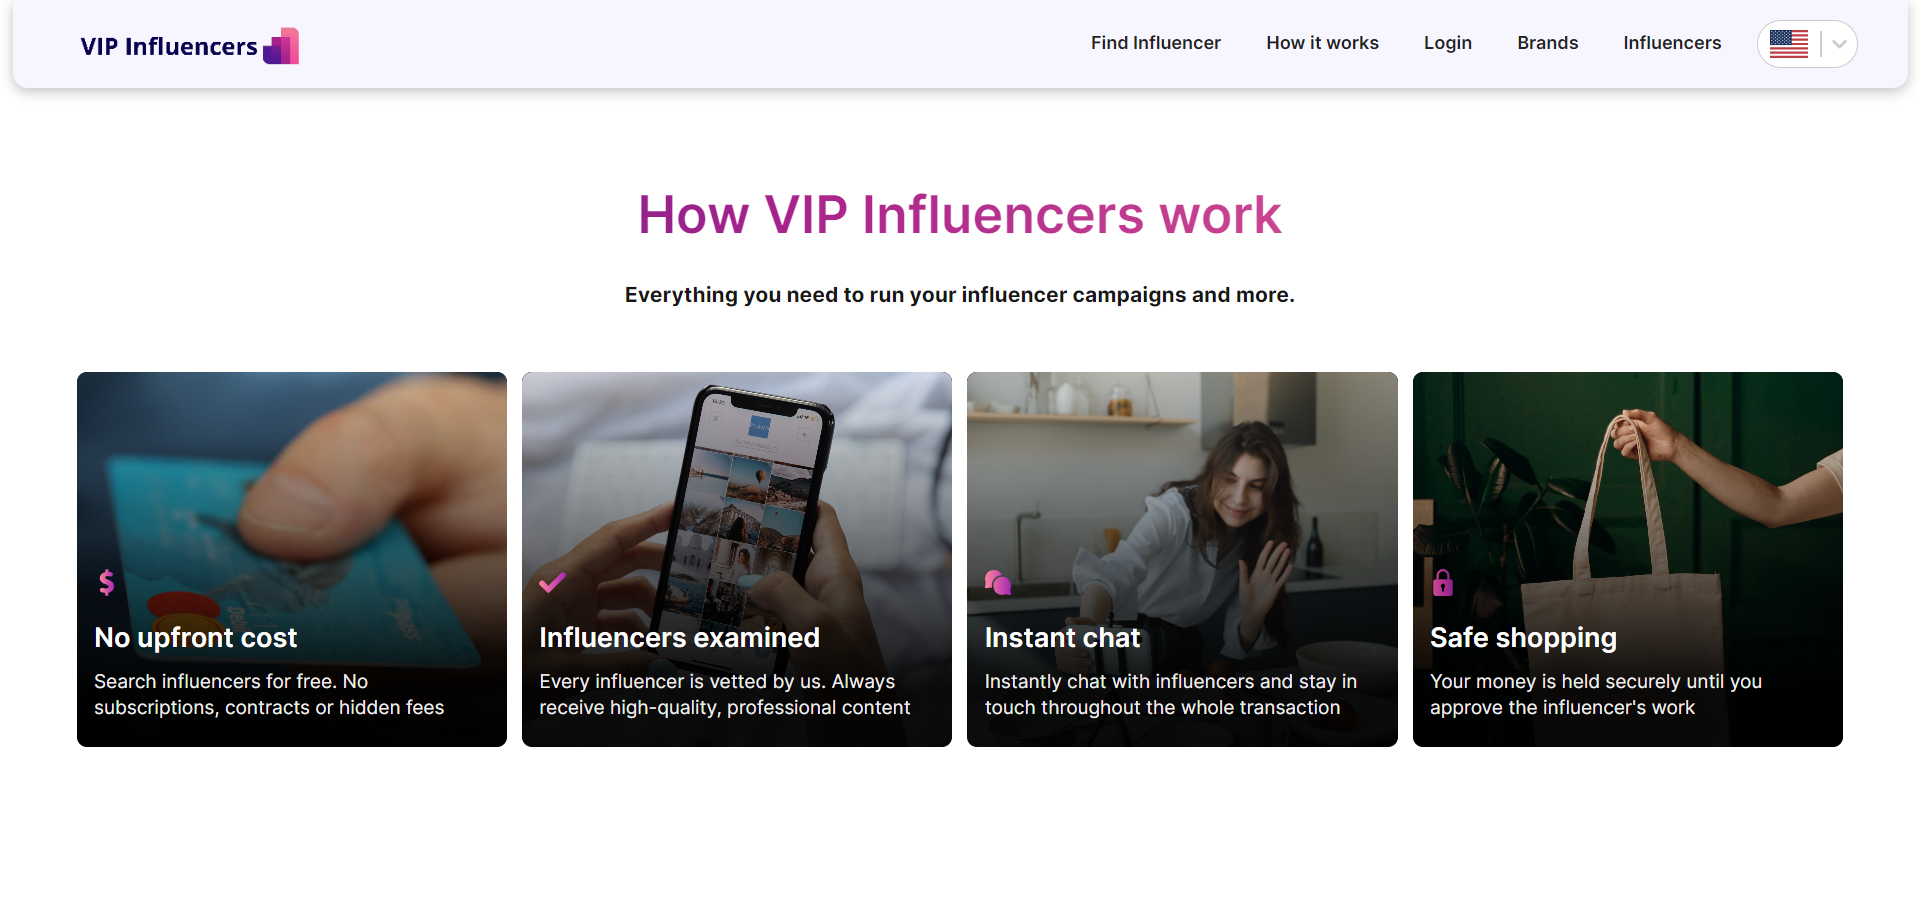 VIP Influencers
Find Influencer
How it works
Login
Brands
Influencers
How VIP Influencers work
Everything you need to run your influencer campaigns and more.
No upfront cost
Search influencers for free. No
subscriptions, contracts or hidden fees
Influencers examined
Every influencer is vetted by us. Always
receive high-quality, professional content
Instant chat
Instantly chat with influencers and stay in
touch throughout the whole transaction
Safe shopping
Your money is held securely until you
approve the influencer's work